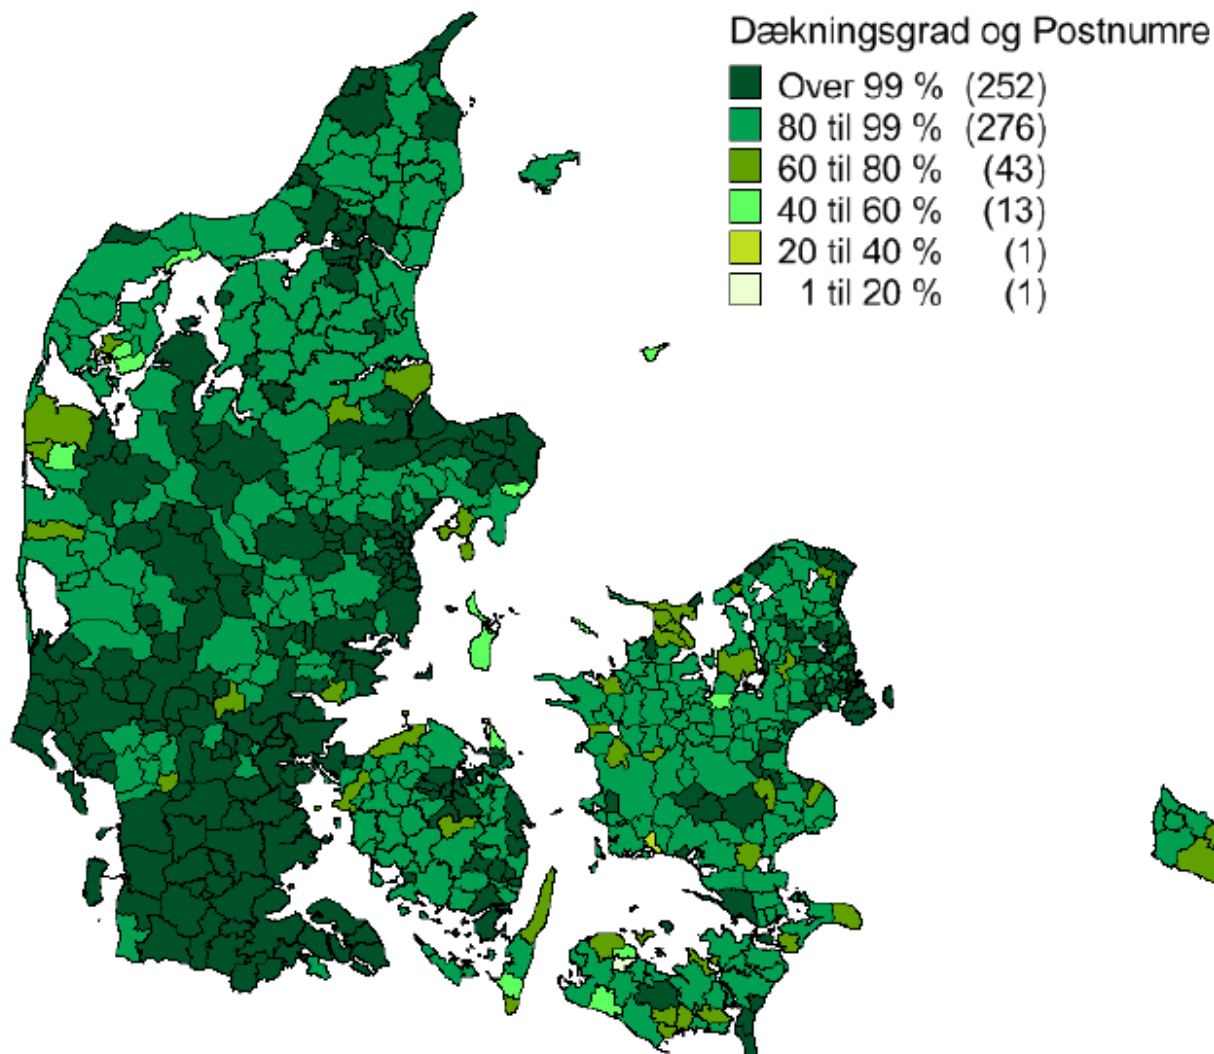 Dækningsgrad og Postnumre
Over 99 % (252)
80 til 99 % (276)
60 til 80 % (43)
40 til 60 % (13)
20 til 40 % (1)
1 til 20 % (1)